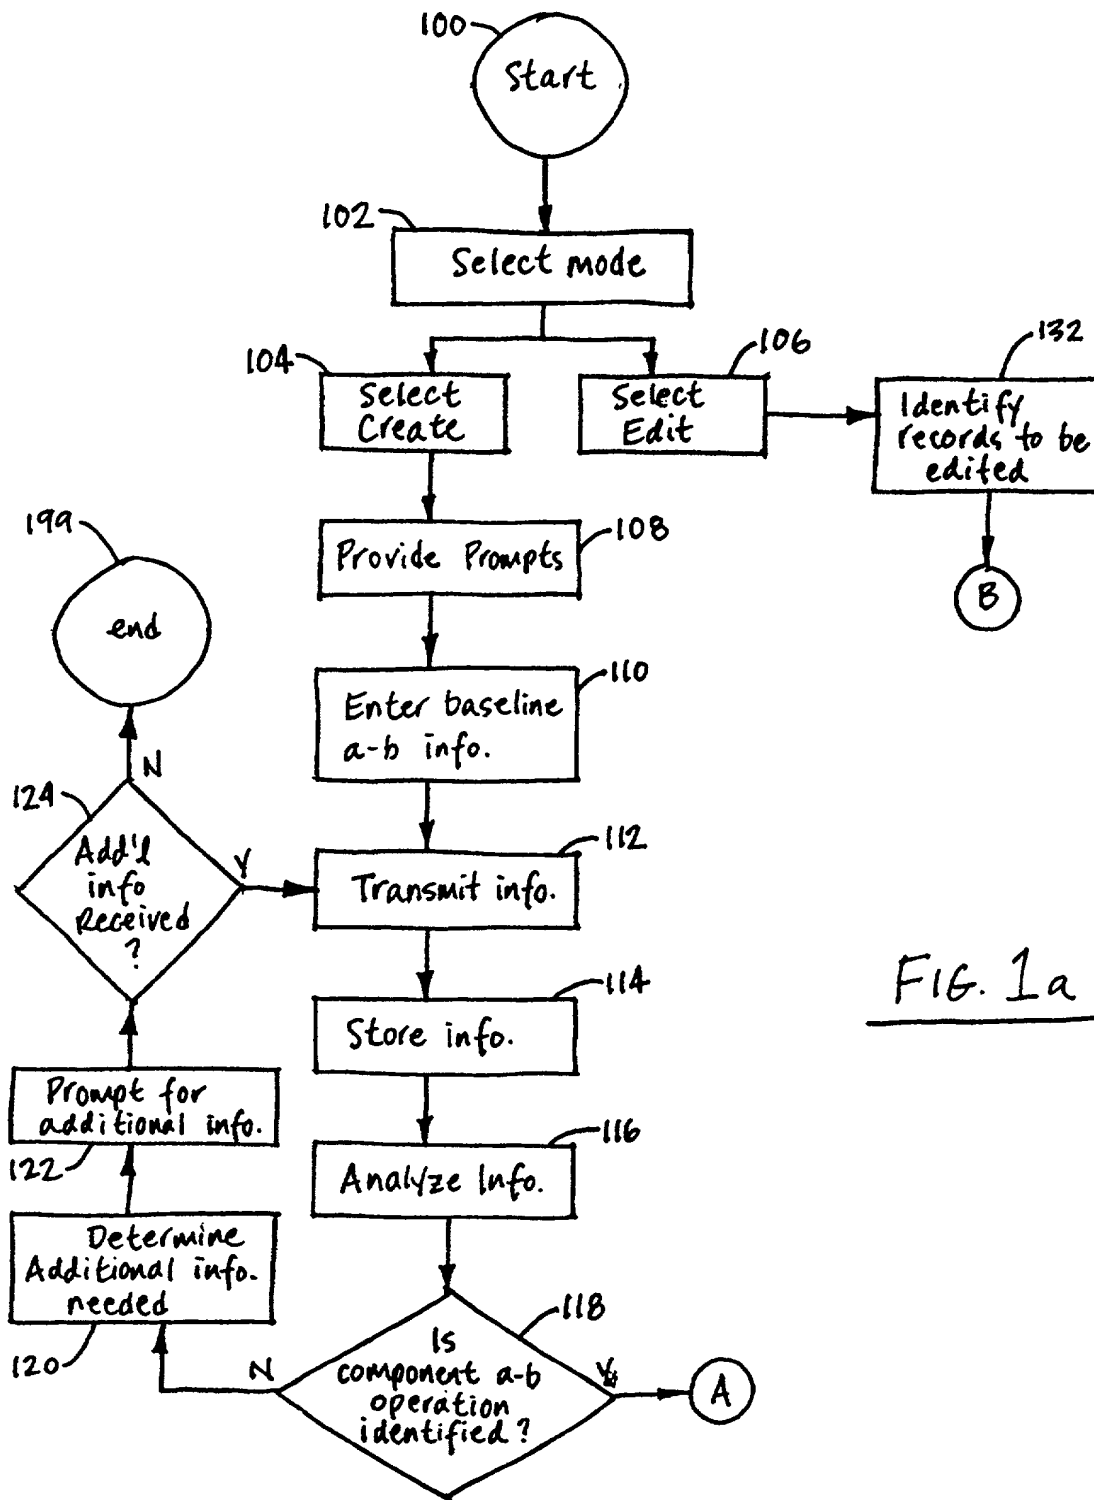 100
Start
102
Select mode
104
Select
Create
106
Select
Edit
132
Identify
records to be
edited
B
108
Provide Prompts
199
end
110
Enter baseline
a-b info.
N
124
Add'l
info
Received
?
Y
112
Transmit info.
114
Store info.
FIG. 1a
Prompt for
additional info.
122
116
Analyze Info.
Determine
Additional info.
needed
120
118
Is
component a-b
operation
identified?
N
Y
A